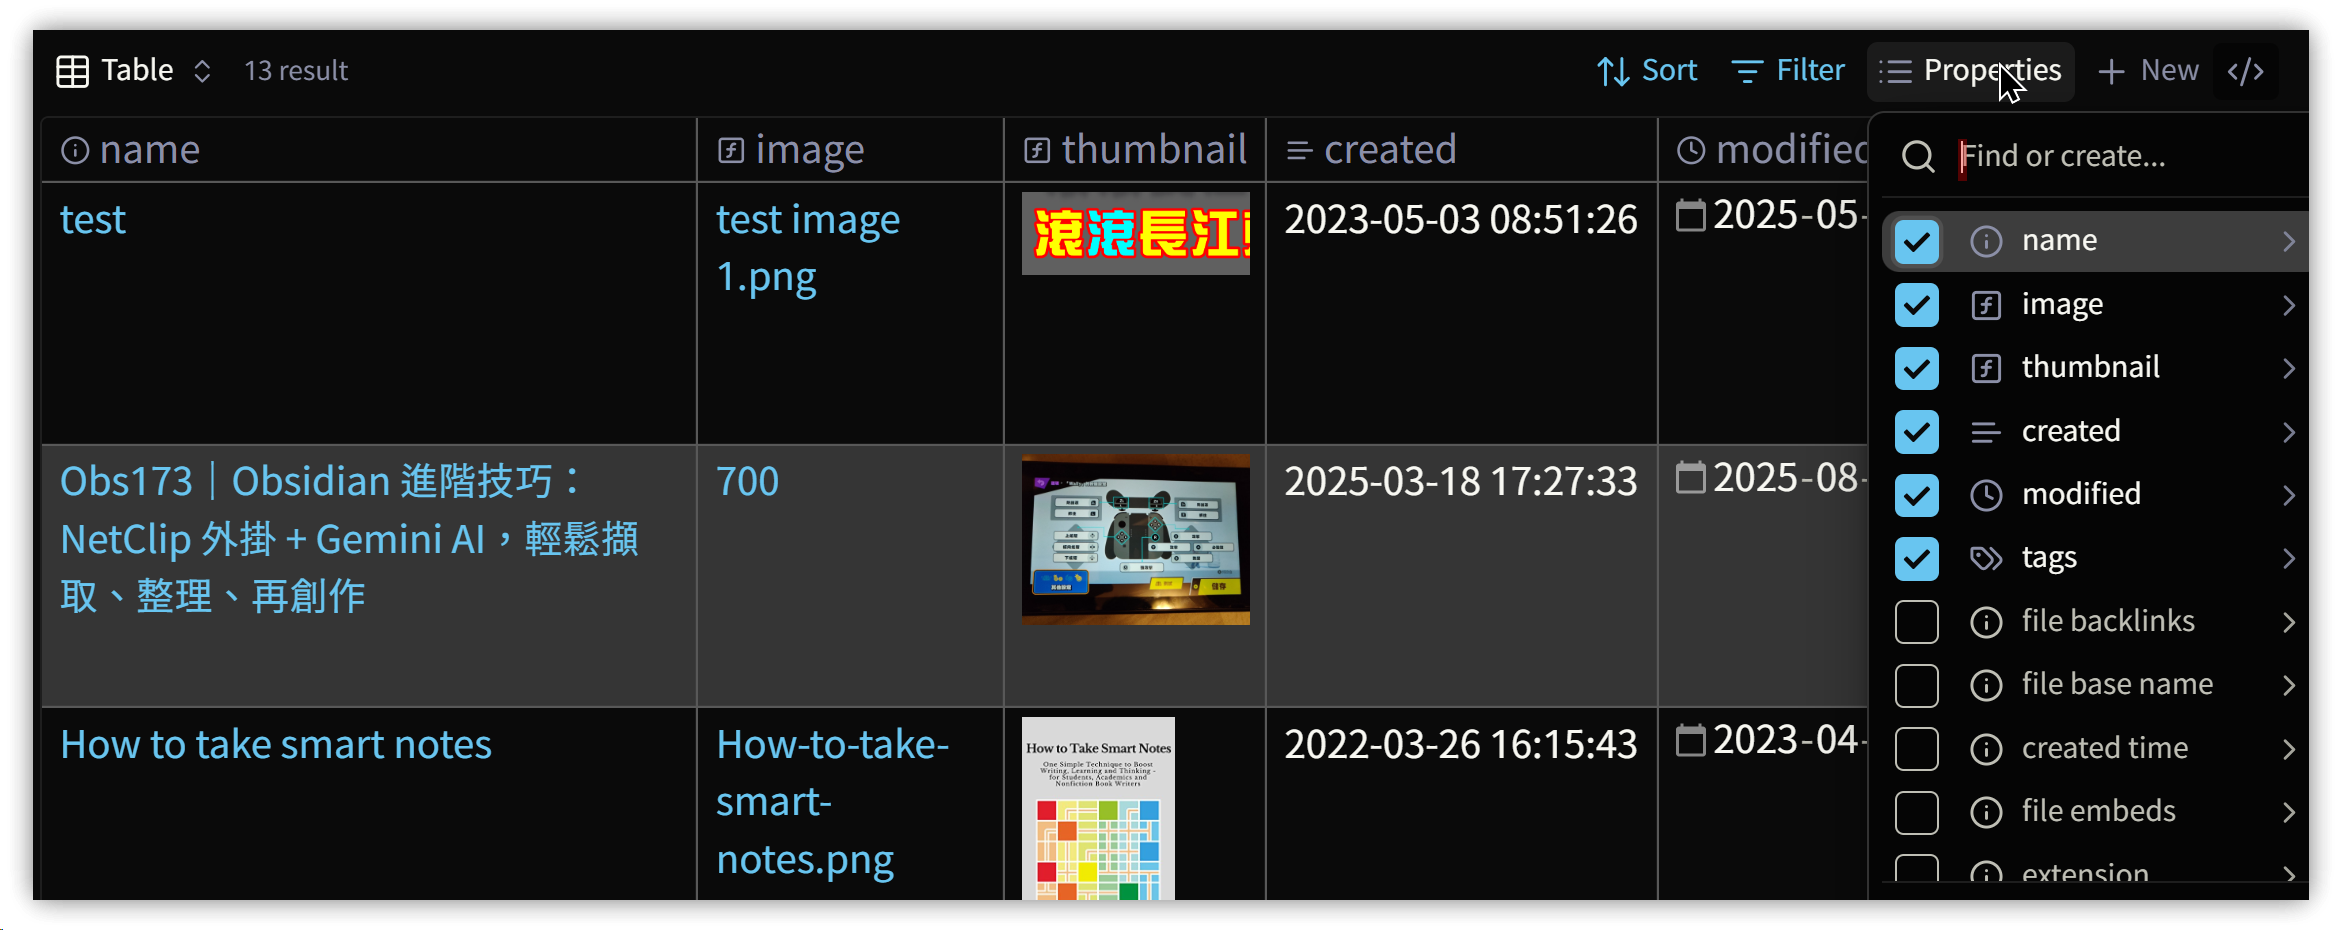 Table
13 result
Sort
Filter
Properties
New
name
image
thumbnail
created
modified
Find or create...
test
test image
1.png
滾滾長江
2023-05-03 08:51:26
2025-05-
Obs173｜Obsidian 進階技巧：
NetClip 外掛 + Gemini AI，輕鬆擷
取、整理、再創作
700
儲存
2025-03-18 17:27:33
2025-08-
How to take smart notes
How-to-take-
smart-
notes.png
How to Take Smart Notes
One Simple Technique to Boost
Writing, Learning and Thinking –
for Students, Academics and
Nonfiction Book Writers
2022-03-26 16:15:43
2023-04-
name
image
thumbnail
created
modified
tags
file backlinks
file base name
created time
file embeds
extension